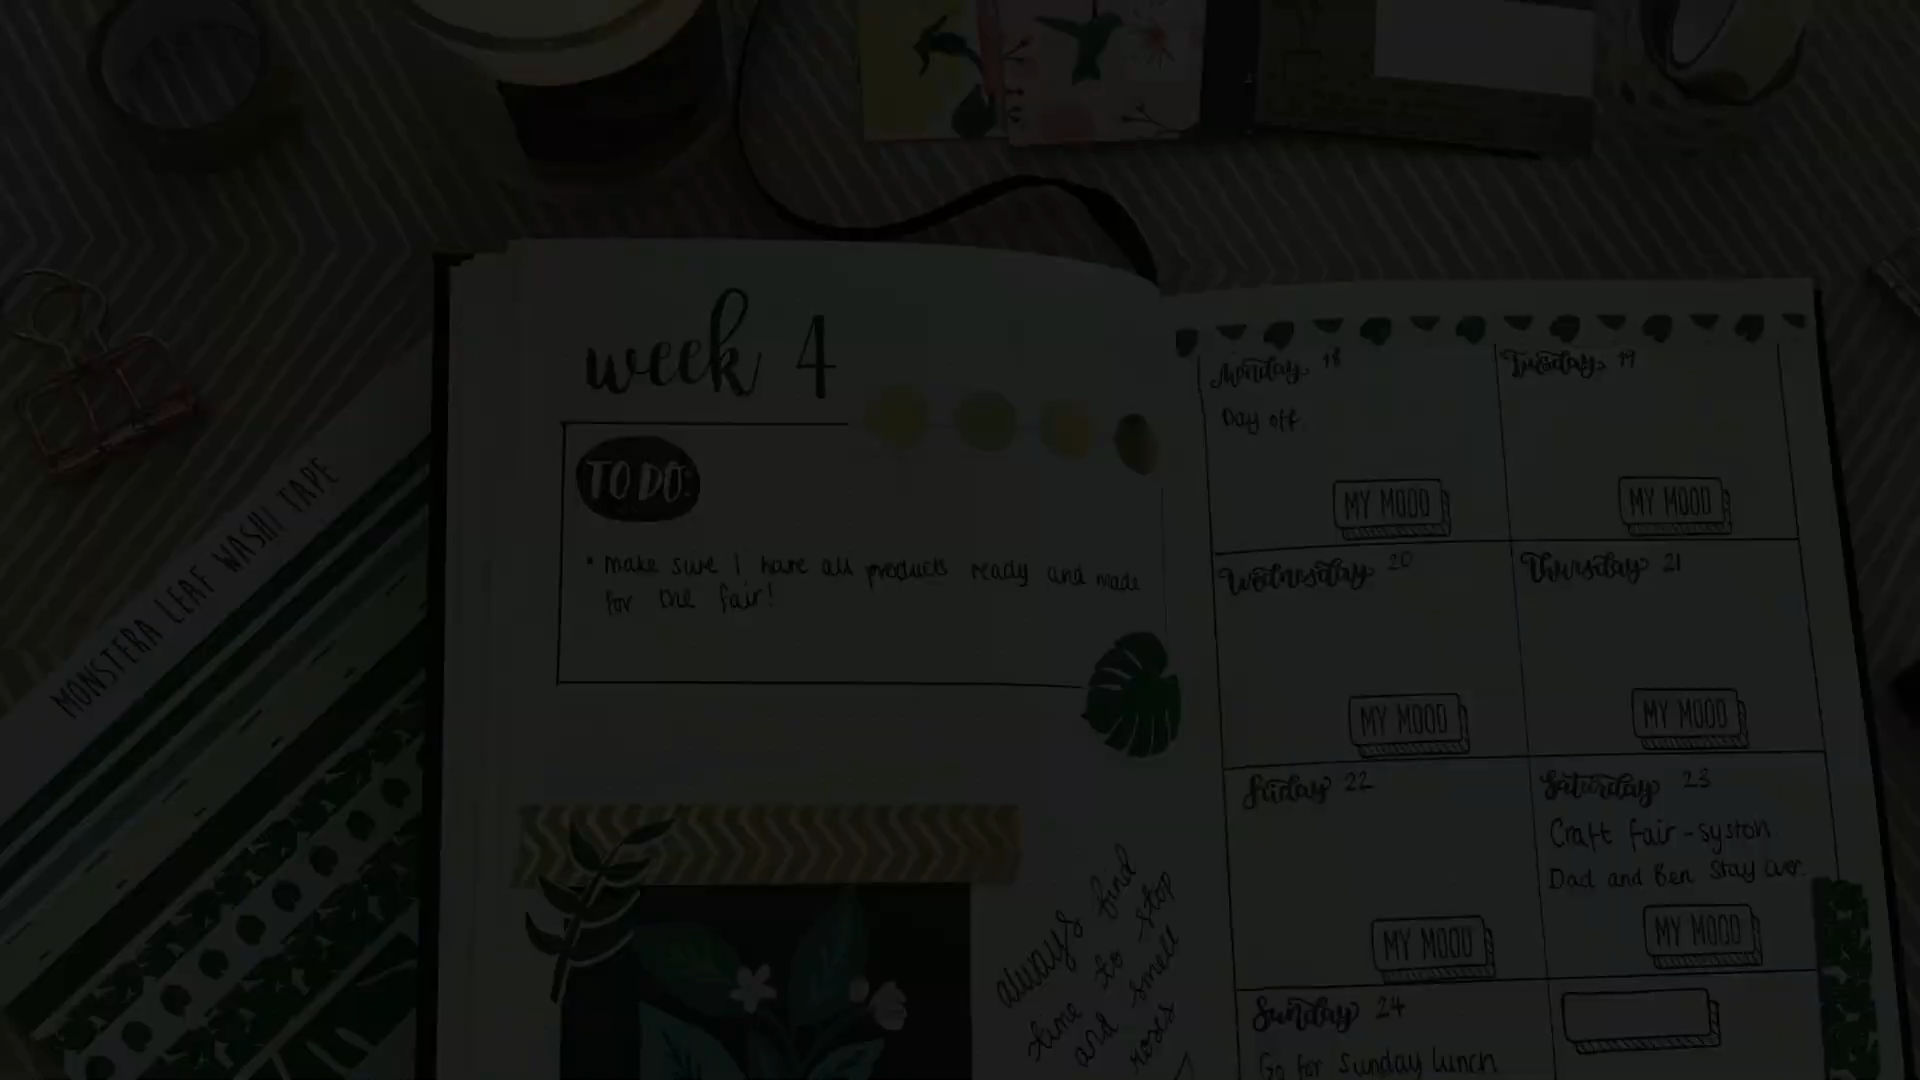 week 4
TO DO:
• make sure I have all products ready and made
for the fair!
always find
time to stop
and smell
roses
Monday 18
Day off
MY MOOD
Tuesday 19
MY MOOD
Wednesday 20
MY MOOD
Thursday 21
MY MOOD
Friday 22
MY MOOD
Saturday 23
Craft fair - syston
Dad and Ben stay over
MY MOOD
Sunday 24
Go for Sunday lunch
MONSTERA LEAF WASHI TAPE